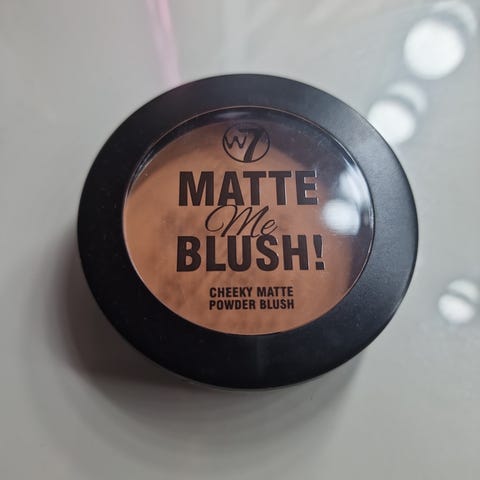 W7
MATTE
Me
BLUSH!
CHEEKY MATTE
POWDER BLUSH